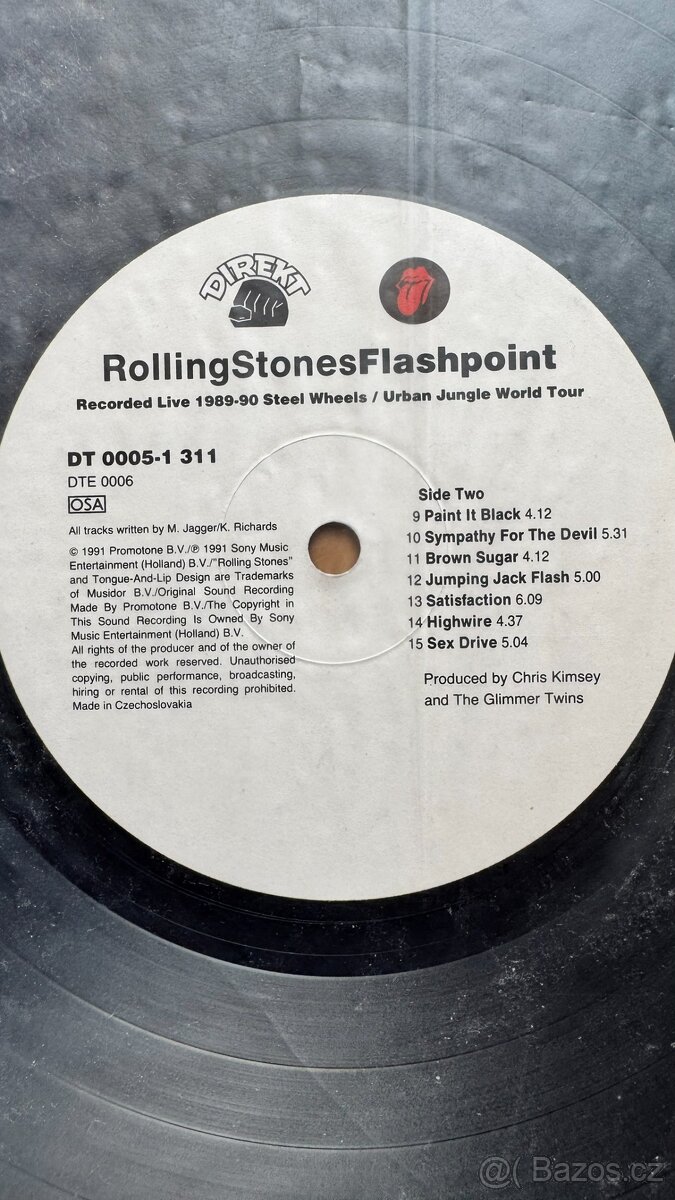 DIREKT
RollingStonesFlashpoint
Recorded Live 1989-90 Steel Wheels / Urban Jungle World Tour
DT 0005-1 311
DTE 0006
OSA
All tracks written by M. Jagger/K. Richards
© 1991 Promotone B.V./℗ 1991 Sony Music
Entertainment (Holland) B.V./"Rolling Stones"
and Tongue-And-Lip Design are Trademarks
of Musidor B.V./Original Sound Recording
Made By Promotone B.V./The Copyright in
This Sound Recording Is Owned By Sony
Music Entertainment (Holland) B.V.
All rights of the producer and of the owner of
the recorded work reserved. Unauthorised
copying, public performance, broadcasting,
hiring or rental of this recording prohibited.
Made in Czechoslovakia
Side Two
9 Paint It Black 4.12
10 Sympathy For The Devil 5.31
11 Brown Sugar 4.12
12 Jumping Jack Flash 5.00
13 Satisfaction 6.09
14 Highwire 4.37
15 Sex Drive 5.04
Produced by Chris Kimsey
and The Glimmer Twins
@( Bazos.cz